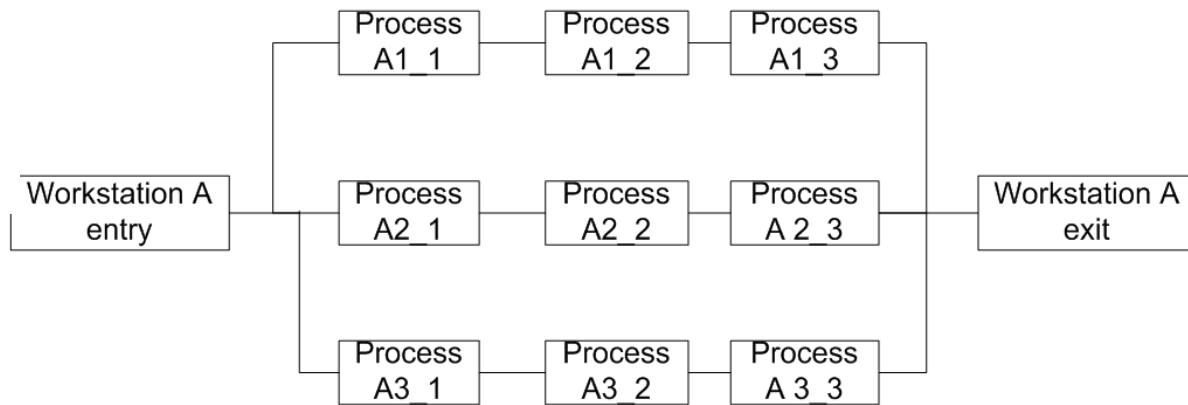 Process
A1_1
Process
A1_2
Process
A1_3
Workstation A
entry
Process
A2_1
Process
A2_2
Process
A 2_3
Workstation A
exit
Process
A3_1
Process
A3_2
Process
A 3_3